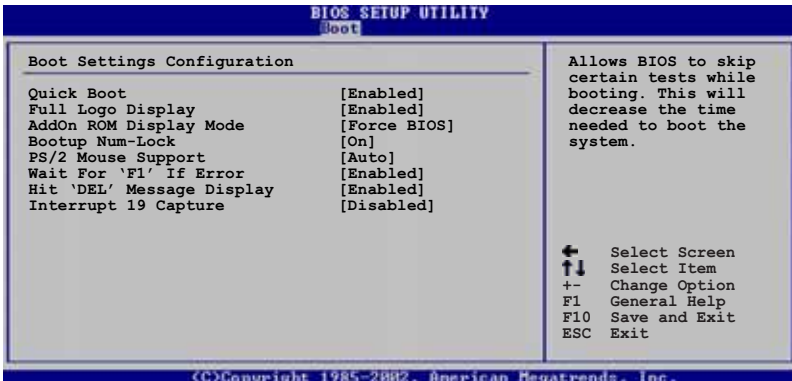 BIOS SETUP UTILITY
Boot
Boot Settings Configuration
Quick Boot [Enabled]
Full Logo Display [Enabled]
AddOn ROM Display Mode [Force BIOS]
Bootup Num-Lock [On]
PS/2 Mouse Support [Auto]
Wait For ‘F1’ If Error [Enabled]
Hit ‘DEL’ Message Display [Enabled]
Interrupt 19 Capture [Disabled]
Allows BIOS to skip
certain tests while
booting. This will
decrease the time
needed to boot the
system.
Select Screen
Select Item
+- Change Option
F1 General Help
F10 Save and Exit
ESC Exit
(C)Copyright 1985-2002, American Megatrends, Inc.